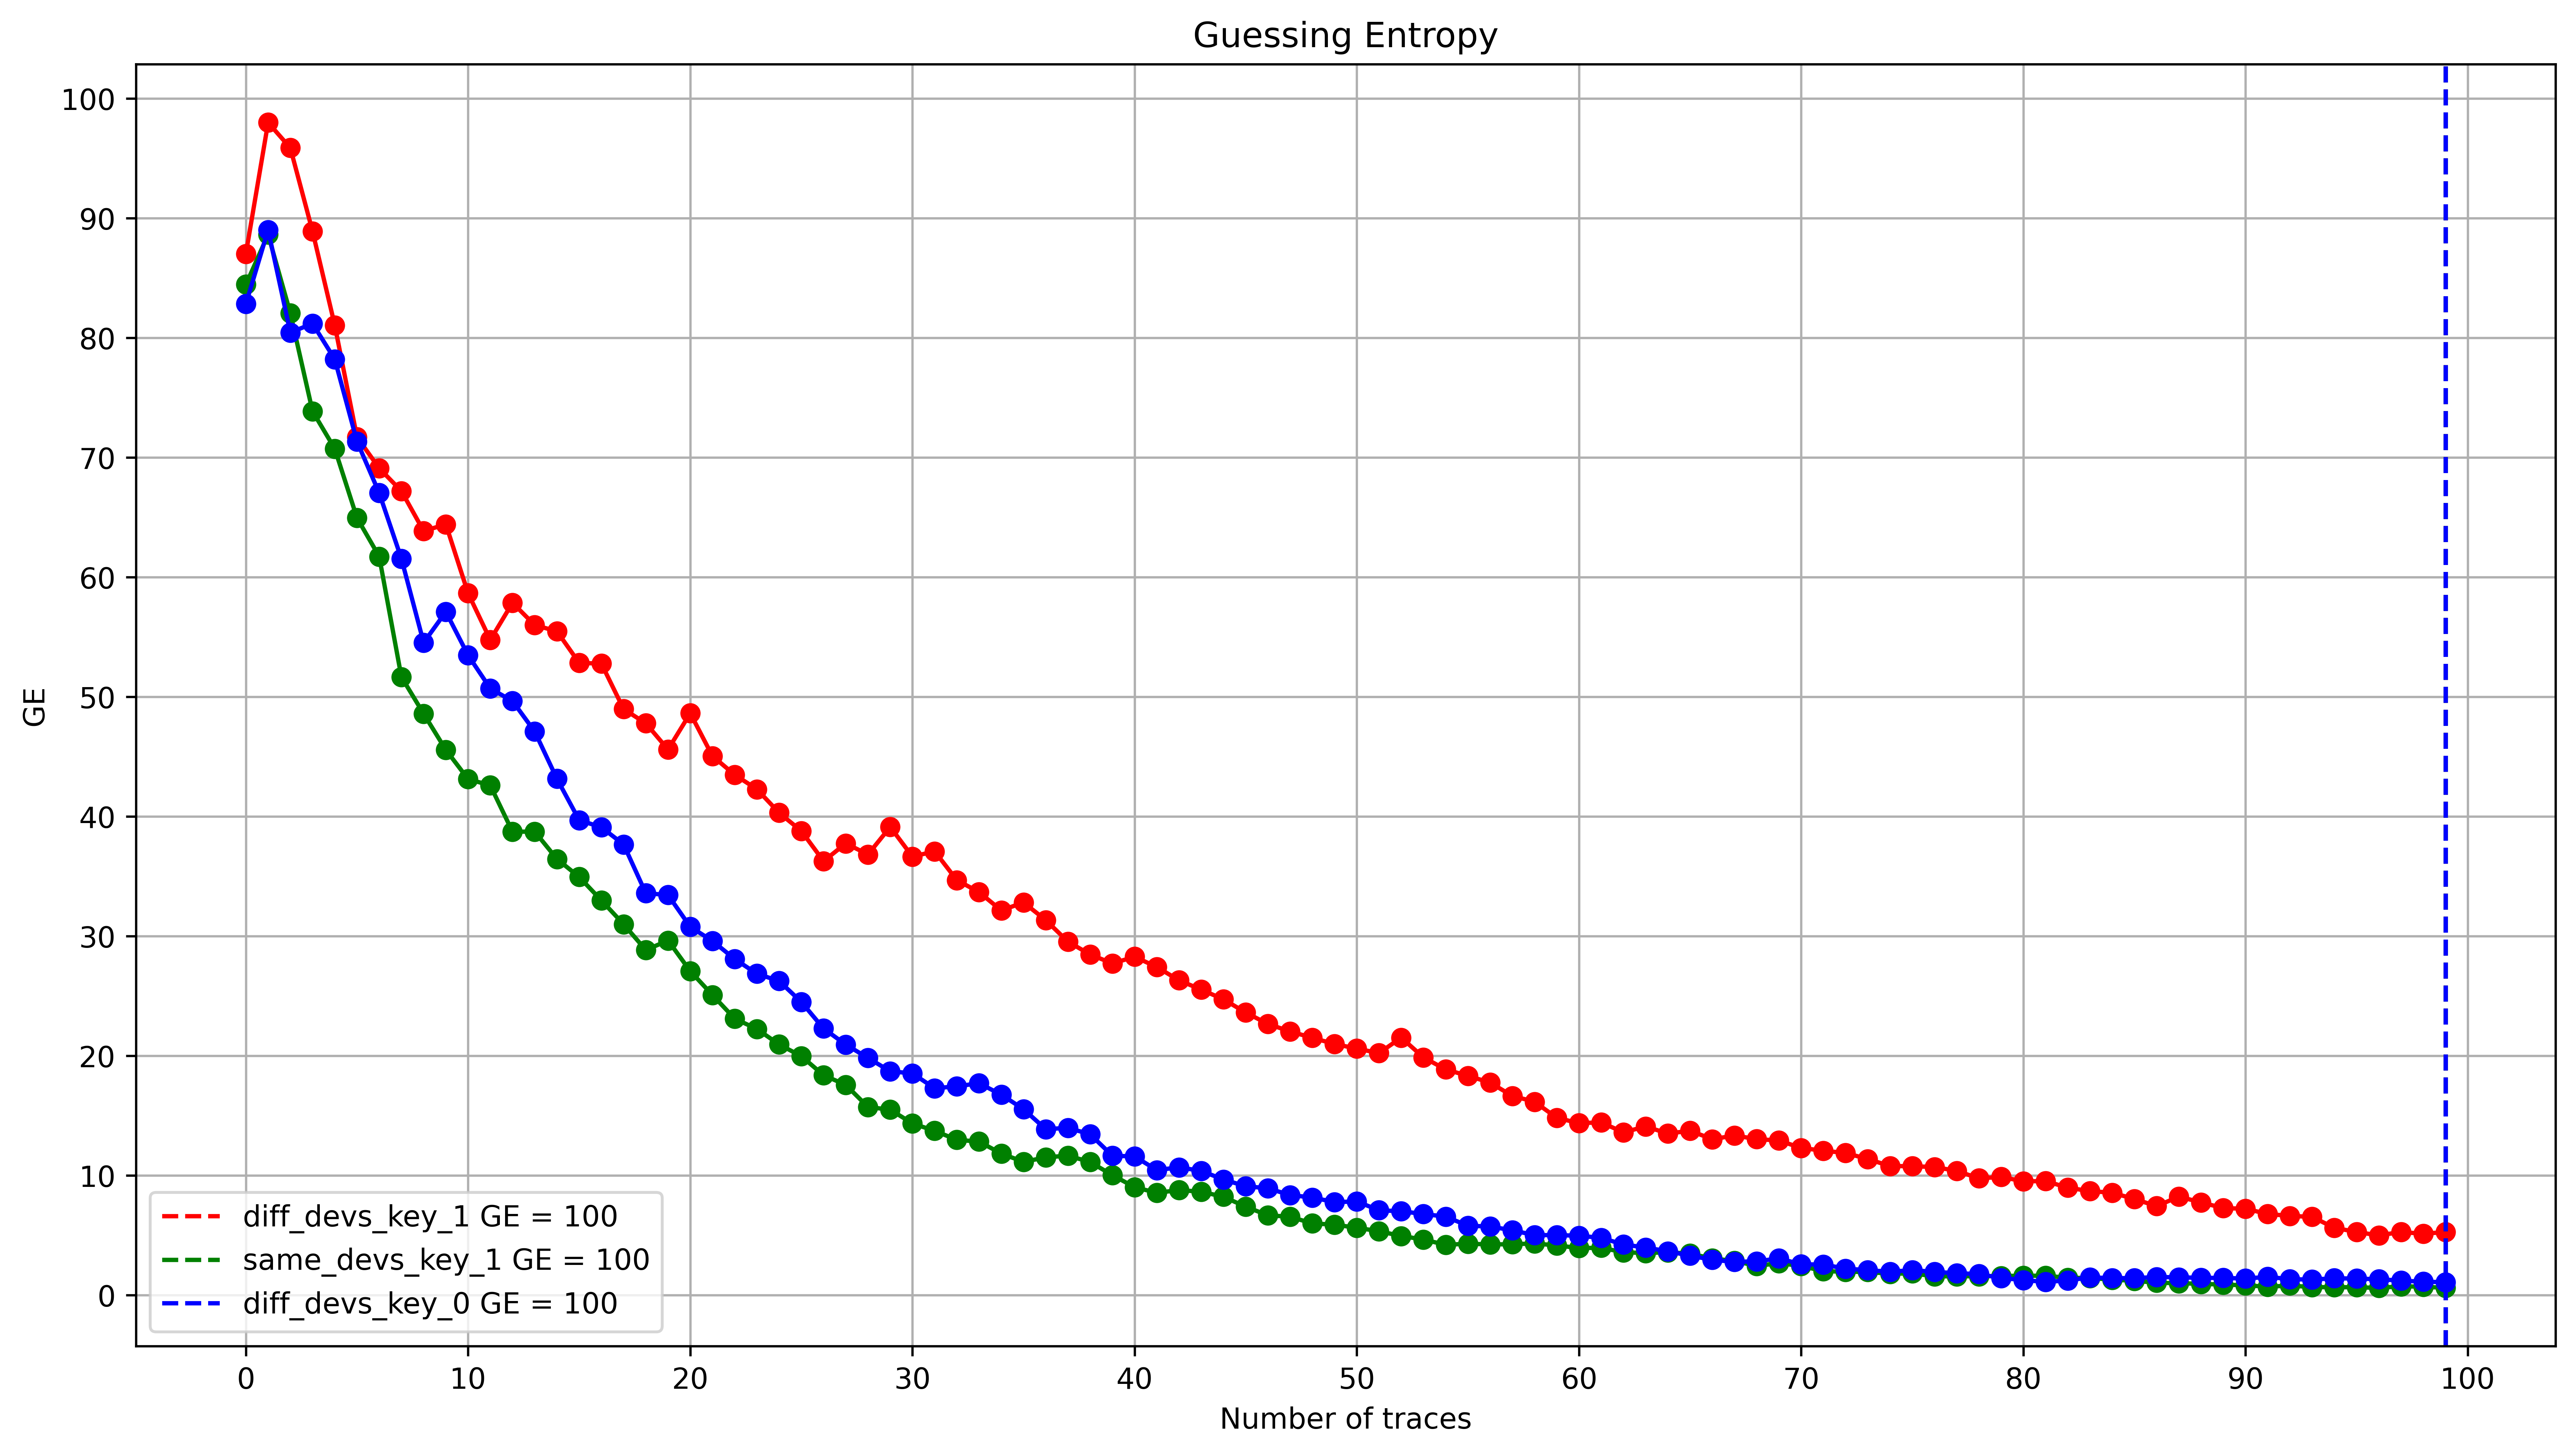 Guessing Entropy
GE
100
90
80
70
60
50
40
30
20
10
0
diff_devs_key_1 GE = 100
same_devs_key_1 GE = 100
diff_devs_key_0 GE = 100
0 10 20 30 40 50 60 70 80 90 100
Number of traces